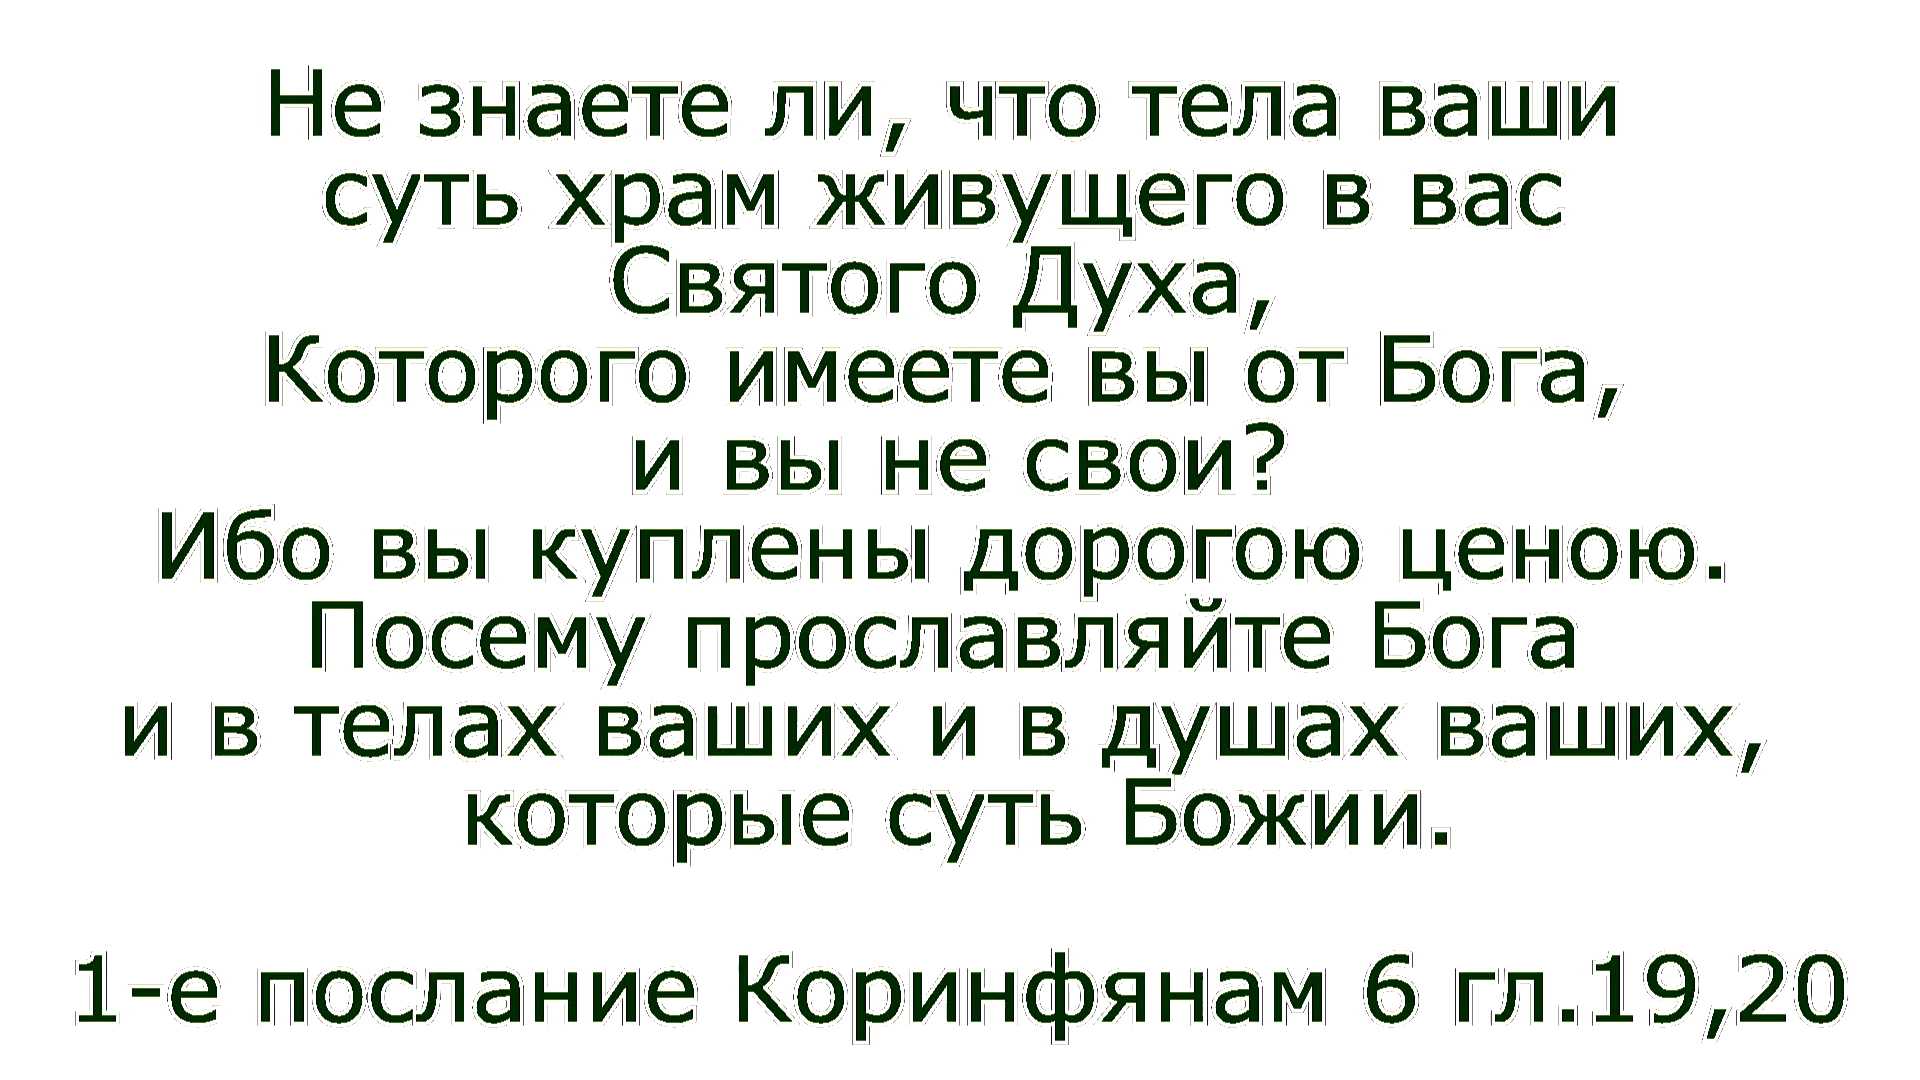 Не знаете ли, что тела ваши
суть храм живущего в вас
Святого Духа,
Которого имеете вы от Бога,
и вы не свои?
Ибо вы куплены дорогою ценою.
Посему прославляйте Бога
и в телах ваших и в душах ваших,
которые суть Божии.
1-е послание Коринфянам 6 гл.19,20